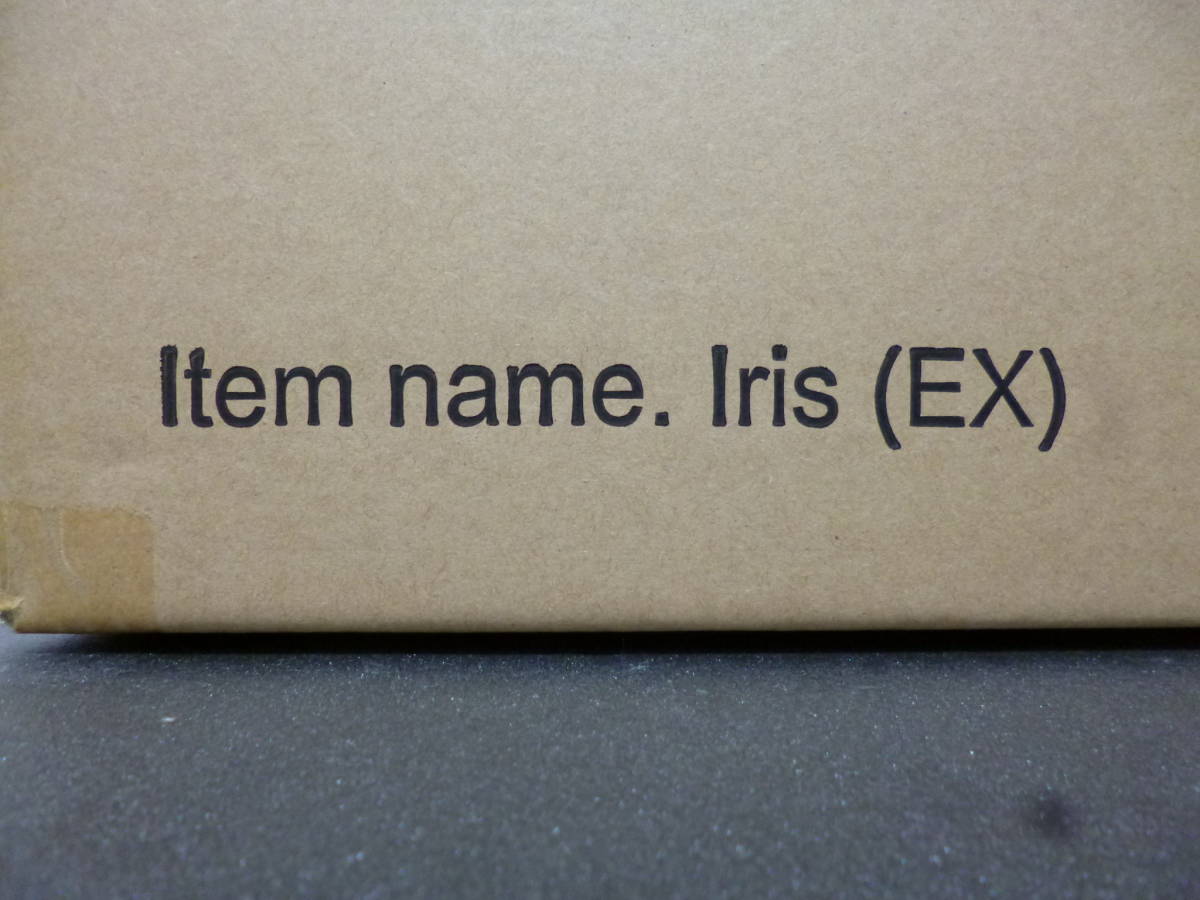 Item name. Iris (EX)